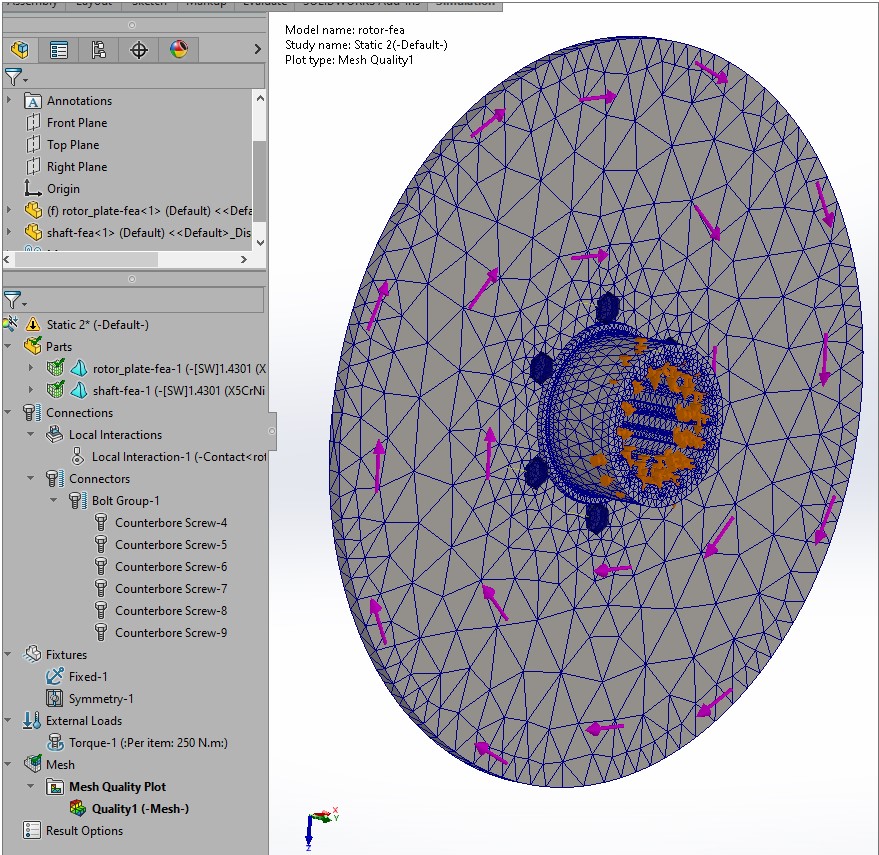 Assembly Layout Sketch Markup Evaluate SOLIDWORKS Add-Ins Simulation
Model name: rotor-fea
Study name: Static 2(-Default-)
Plot type: Mesh Quality1
Annotations
Front Plane
Top Plane
Right Plane
Origin
(f) rotor_plate-fea<1> (Default) <<Defa
shaft-fea<1> (Default) <<Default>_Dis
Static 2* (-Default-)
Parts
rotor_plate-fea-1 (-[SW]1.4301 (X
shaft-fea-1 (-[SW]1.4301 (X5CrNi
Connections
Local Interactions
Local Interaction-1 (-Contact<rot
Connectors
Bolt Group-1
Counterbore Screw-4
Counterbore Screw-5
Counterbore Screw-6
Counterbore Screw-7
Counterbore Screw-8
Counterbore Screw-9
Fixtures
Fixed-1
Symmetry-1
External Loads
Torque-1 (:Per item: 250 N.m:)
Mesh
Mesh Quality Plot
Quality1 (-Mesh-)
Result Options
X
Y
Z